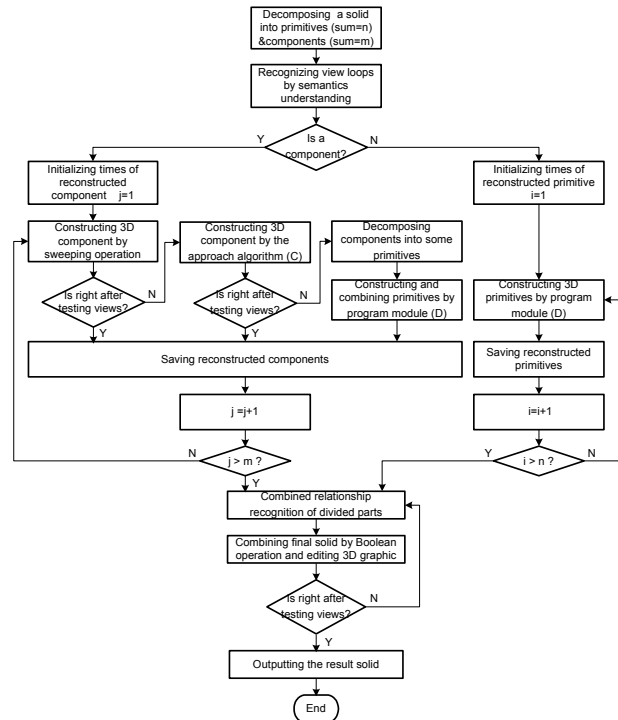 Decomposing a solid
into primitives (sum=n)
&components (sum=m)
Recognizing view loops
by semantics
understanding
Is a
component?
Y
N
Initializing times of
reconstructed
component j=1
Initializing times of
reconstructed primitive
i=1
Constructing 3D
component by
sweeping operation
Constructing 3D
component by the
approach algorithm (C)
Decomposing
components into some
primitives
Is right after
testing views?
N
Y
Is right after
testing views?
N
Y
Constructing and
combining primitives by
program module (D)
Constructing 3D
primitives by program
module (D)
Saving reconstructed components
Saving reconstructed
primitives
j =j+1
i=i+1
N
j > m ?
Y
Y
i > n ?
N
Combined relationship
recognition of divided parts
Combining final solid by Boolean
operation and editing 3D graphic
Is right after
testing views?
N
Y
Outputting the result solid
End